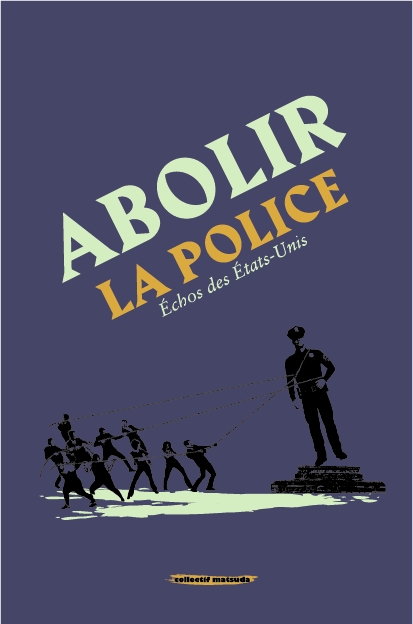 ABOLIR
LA POLICE
Échos des États-Unis
collectif matsuda